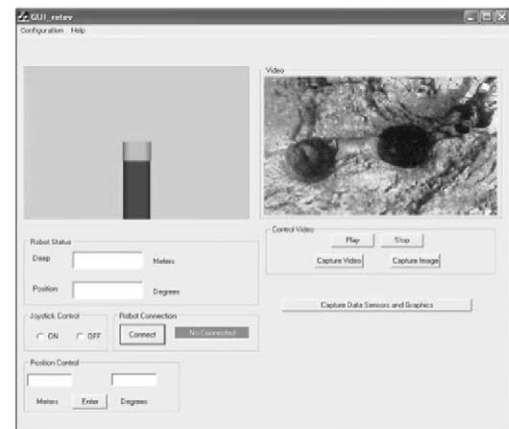 GUI_retev
Configuration Help
Video
Robot Status
Deep Meters
Position Degrees
Control Video
Play Stop
Capture Video Capture Image
Capture Data Sensors and Graphics
Joystick Control
ON OFF
Robot Connection
Connect No Connected
Position Control
Meters Enter Degrees